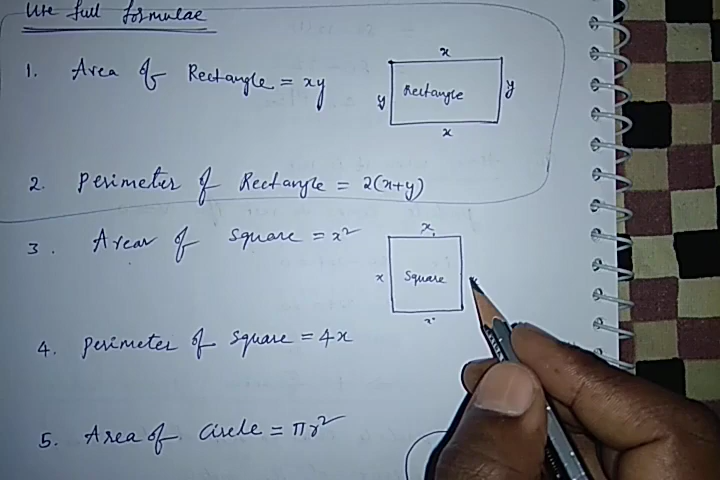 Use full formulae
1. Area of Rectangle = xy
x
y
Rectangle
y
x
2. Perimeter of Rectangle = 2(x+y)
3. Area of square = x²
x
x
Square
x
4. perimeter of square = 4x
5. Area of circle = πr²